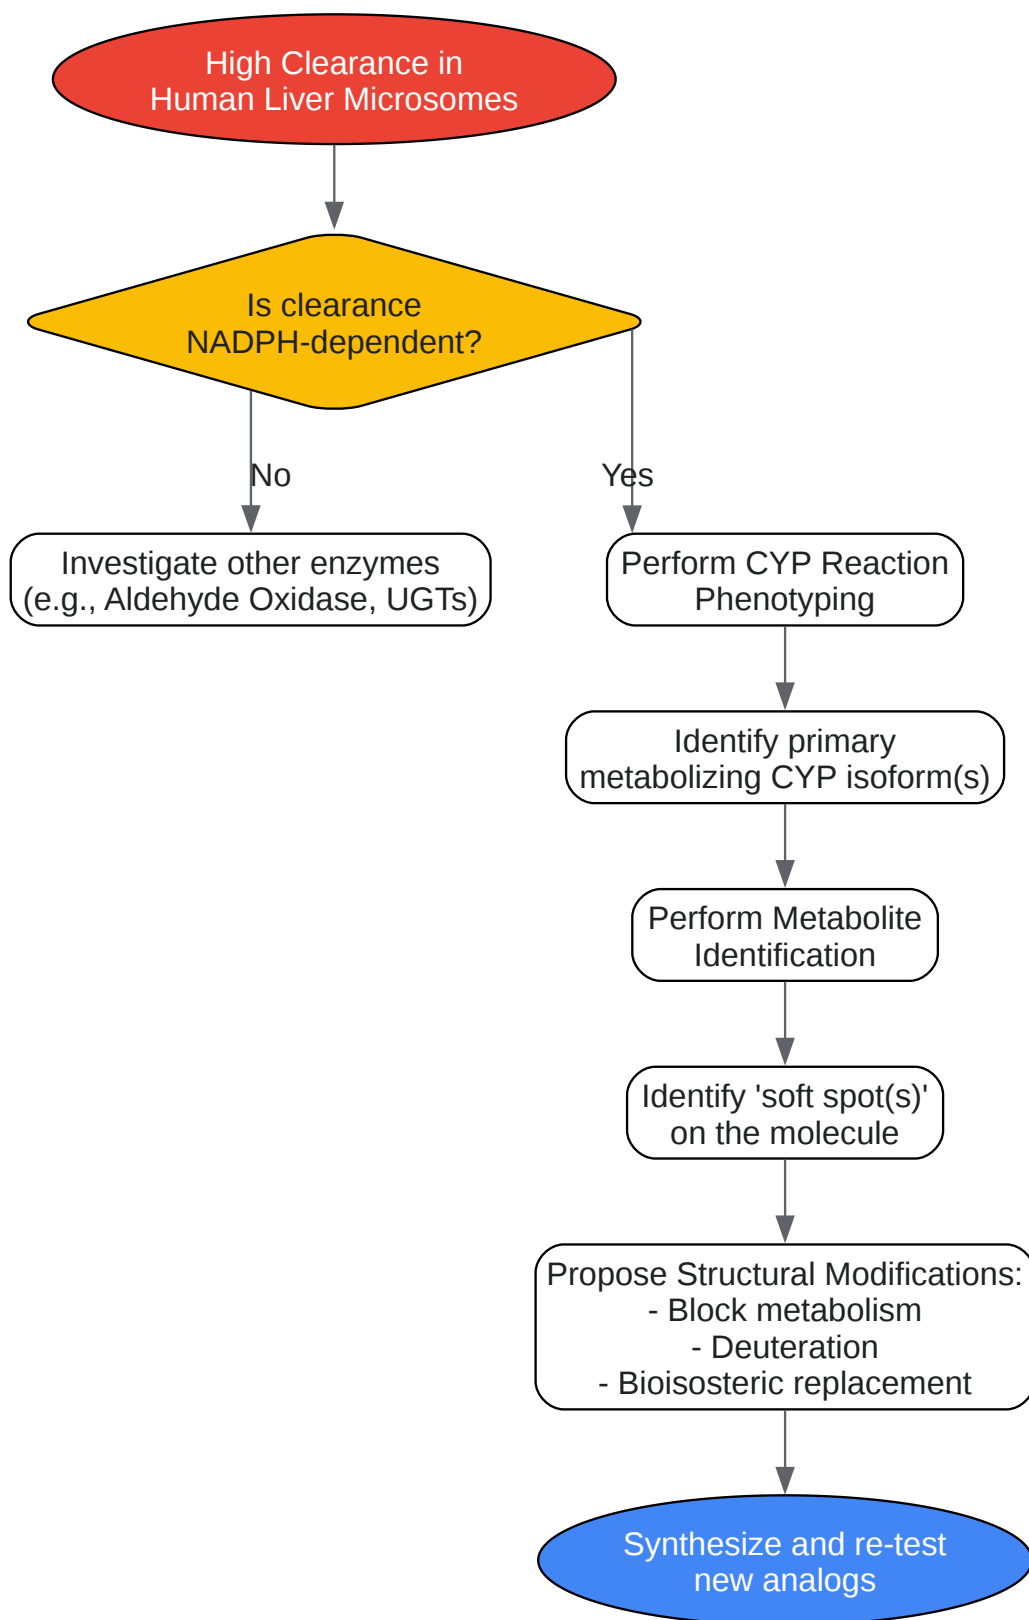 High Clearance in
Human Liver Microsomes
Is clearance
NADPH-dependent?
No
Yes
Investigate other enzymes
(e.g., Aldehyde Oxidase, UGTs)
Perform CYP Reaction
Phenotyping
Identify primary
metabolizing CYP isoform(s)
Perform Metabolite
Identification
Identify 'soft spot(s)'
on the molecule
Propose Structural Modifications:
- Block metabolism
- Deuteration
- Bioisosteric replacement
Synthesize and re-test
new analogs